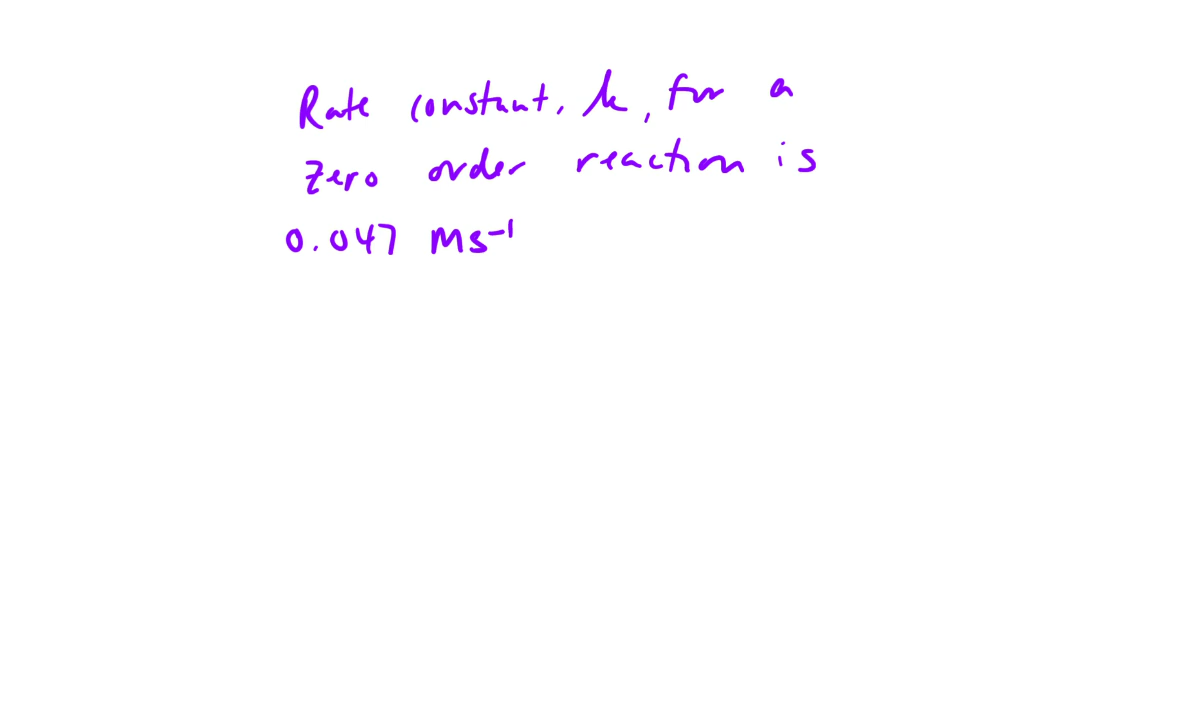 Rate constant, k, for a
zero order reaction is
0.047 Ms⁻¹